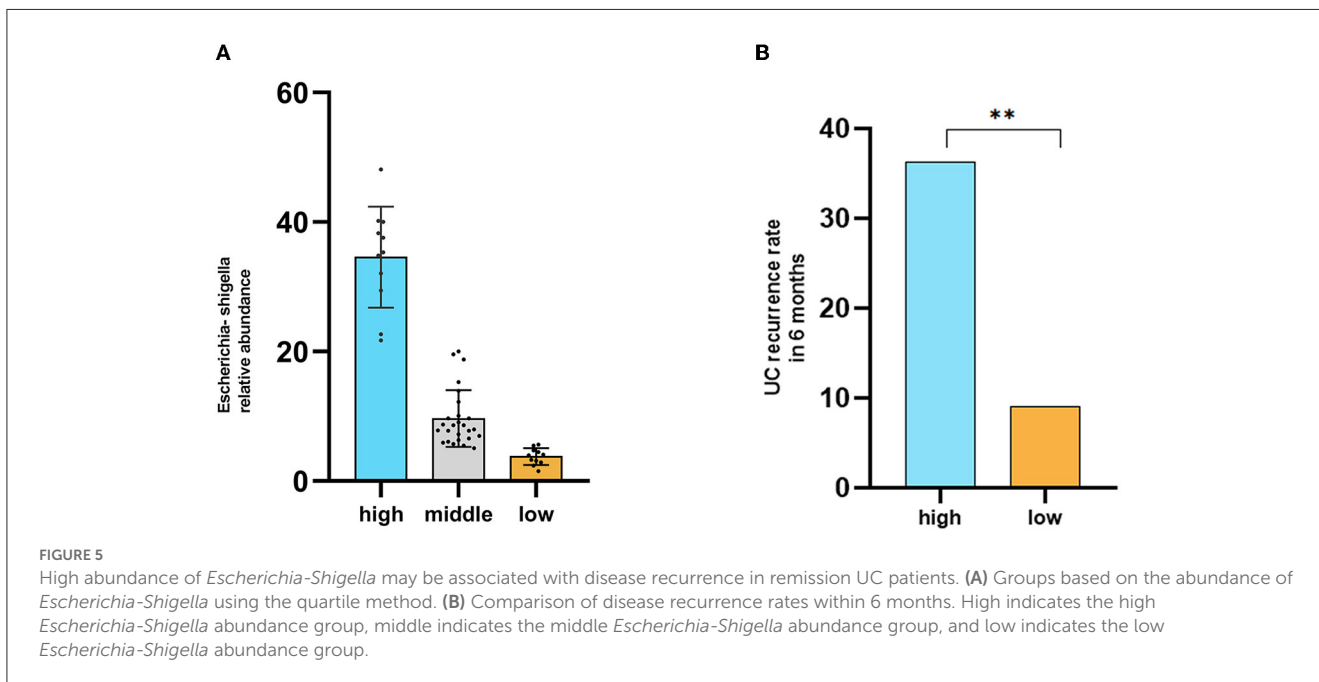 A
60
40
20
0
Escherichia- shigella
relative abundance
high middle low
B
**
40
30
20
10
0
UC recurrence rate
in 6 months
high low
FIGURE 5
High abundance of Escherichia-Shigella may be associated with disease recurrence in remission UC patients. (A) Groups based on the abundance of
Escherichia-Shigella using the quartile method. (B) Comparison of disease recurrence rates within 6 months. High indicates the high
Escherichia-Shigella abundance group, middle indicates the middle Escherichia-Shigella abundance group, and low indicates the low
Escherichia-Shigella abundance group.